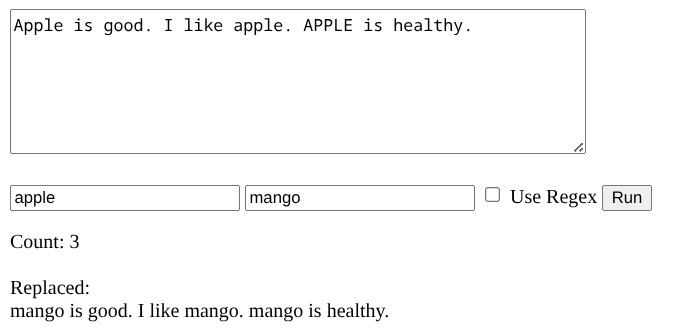 Apple is good. I like apple. APPLE is healthy.
apple mango Use Regex Run
Count: 3
Replaced:
mango is good. I like mango. mango is healthy.